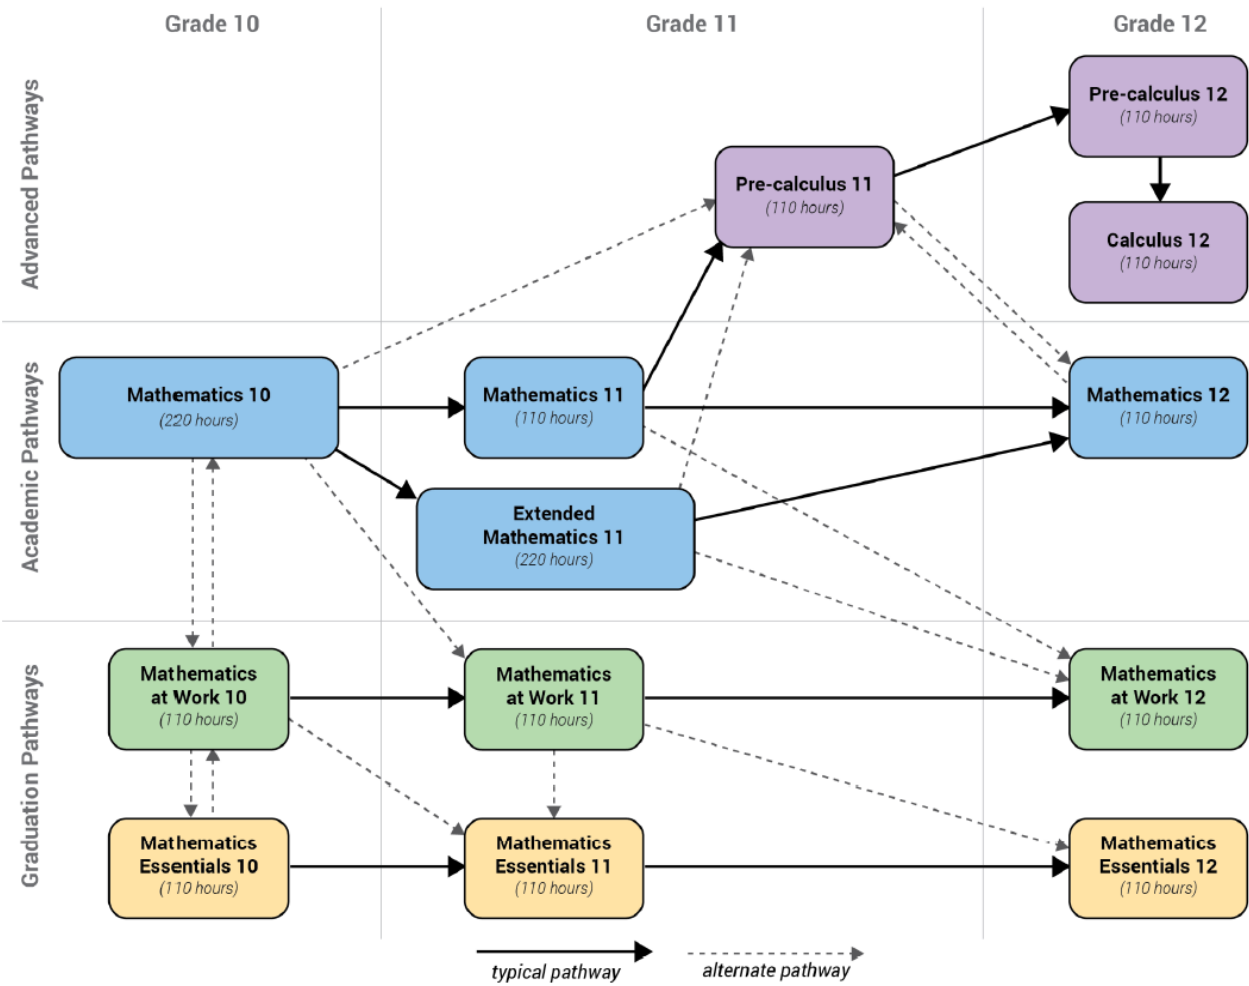 Grade 10
Grade 11
Grade 12
Advanced Pathways
Pre-calculus 12
(110 hours)
Pre-calculus 11
(110 hours)
Calculus 12
(110 hours)
Academic Pathways
Mathematics 10
(220 hours)
Mathematics 11
(110 hours)
Mathematics 12
(110 hours)
Extended
Mathematics 11
(220 hours)
Graduation Pathways
Mathematics
at Work 10
(110 hours)
Mathematics
at Work 11
(110 hours)
Mathematics
at Work 12
(110 hours)
Mathematics
Essentials 10
(110 hours)
Mathematics
Essentials 11
(110 hours)
Mathematics
Essentials 12
(110 hours)
typical pathway
alternate pathway